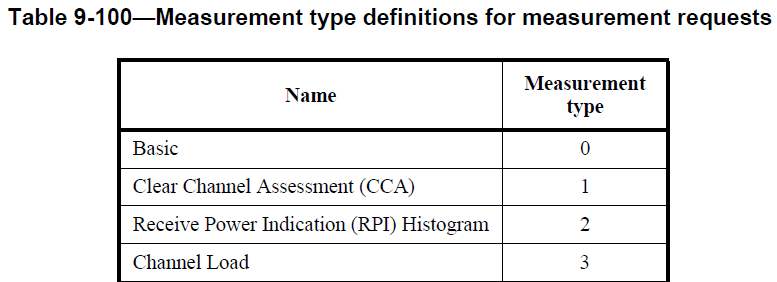 Table 9-100—Measurement type definitions for measurement requests
Name Measurement
type
Basic 0
Clear Channel Assessment (CCA) 1
Receive Power Indication (RPI) Histogram 2
Channel Load 3